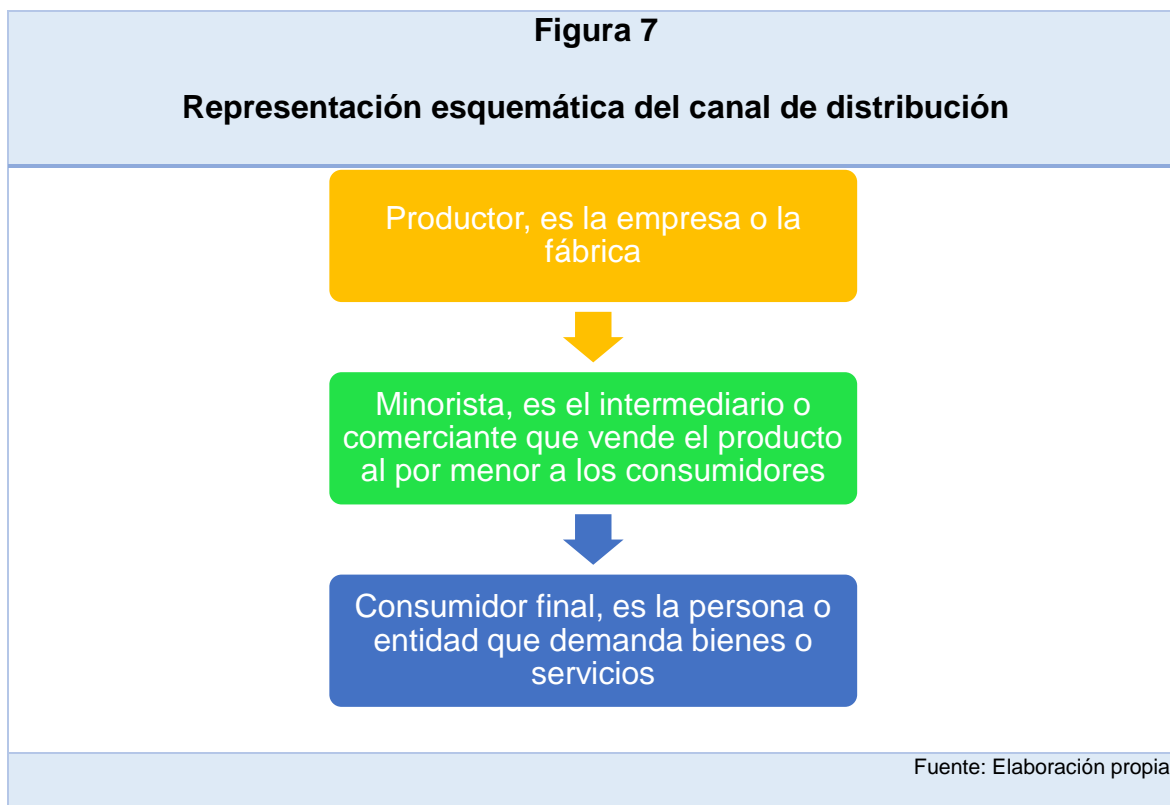 Figura 7
Representación esquemática del canal de distribución
Productor, es la empresa o la
fábrica
Minorista, es el intermediario o
comerciante que vende el producto
al por menor a los consumidores
Consumidor final, es la persona o
entidad que demanda bienes o
servicios
Fuente: Elaboración propia